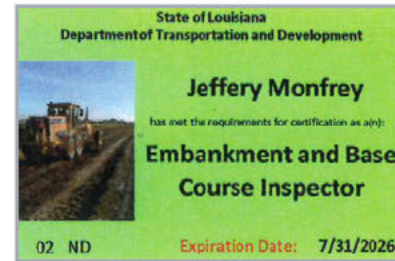 State of Louisiana
Departmentof Transportation and Development
Jeffery Monfrey
has met the requirements for certification as a(n):
Embankment and Base
Course Inspector
02 ND
Expiration Date: 7/31/2026